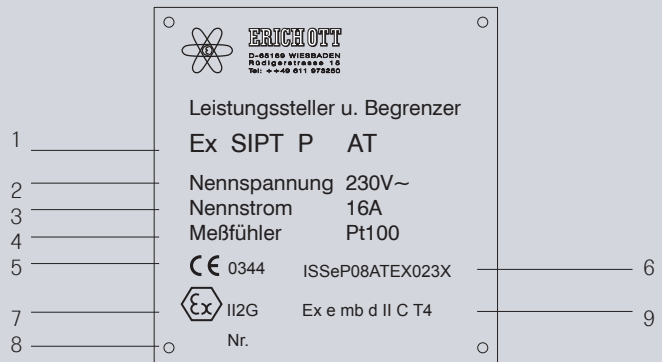 ERICH OTT
D-65189 WIESBADEN
Rüdigerstrasse 15
Tel: ++49 611 973250
Leistungssteller u. Begrenzer
1 Ex SIPT P AT
2 Nennspannung 230V~
3 Nennstrom 16A
4 Meßfühler Pt100
5 CE 0344 ISSeP08ATEX023X 6
7 Ex II2G Ex e mb d II C T4 9
8 Nr.